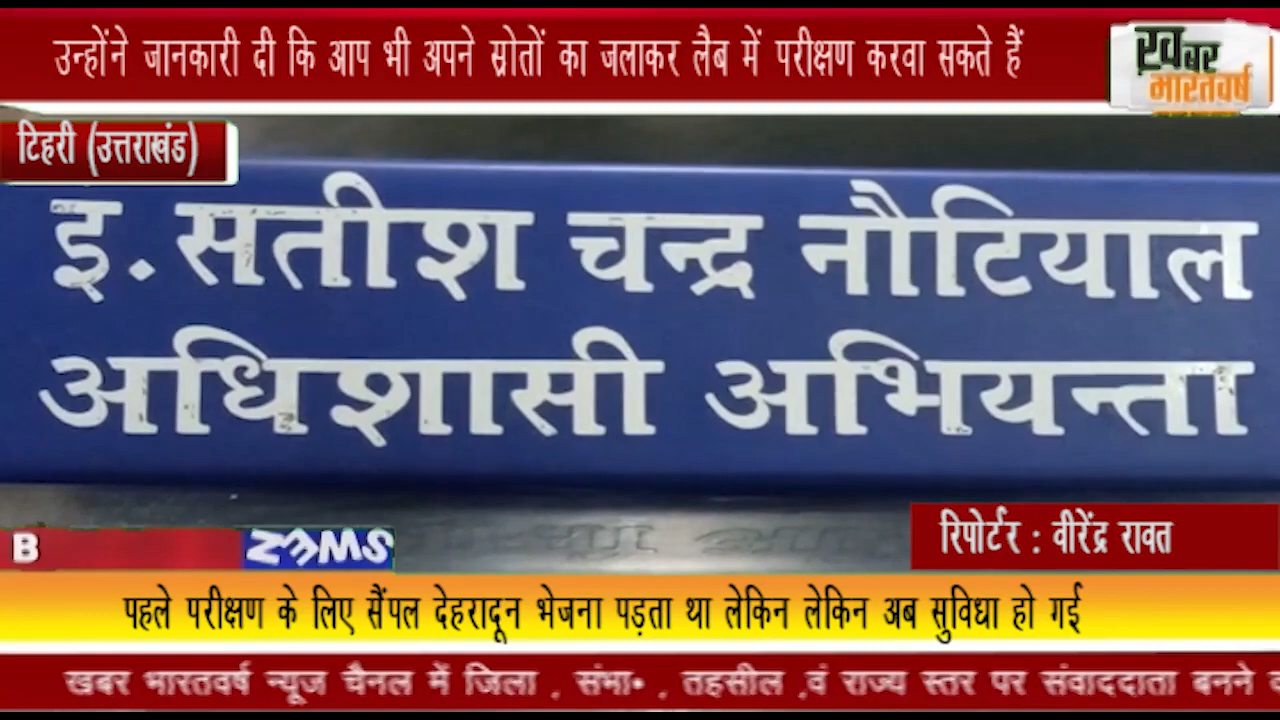 उन्होंने जानकारी दी कि आप भी अपने स्रोतों का जलाकर लैब में परीक्षण करवा सकते हैं
ख़बर
भारतवर्ष
टिहरी (उत्तराखंड)
इ. सतीश चन्द्र नौटियाल
अधिशासी अभियन्ता
B
रिपोर्टर : वीरेंद्र रावत
पहले परीक्षण के लिए सैंपल देहरादून भेजना पड़ता था लेकिन लेकिन अब सुविधा हो गई
खबर भारतवर्ष न्यूज चैनल में जिला , संभा• , तहसील ,वं राज्य स्तर पर संवाददाता बनने